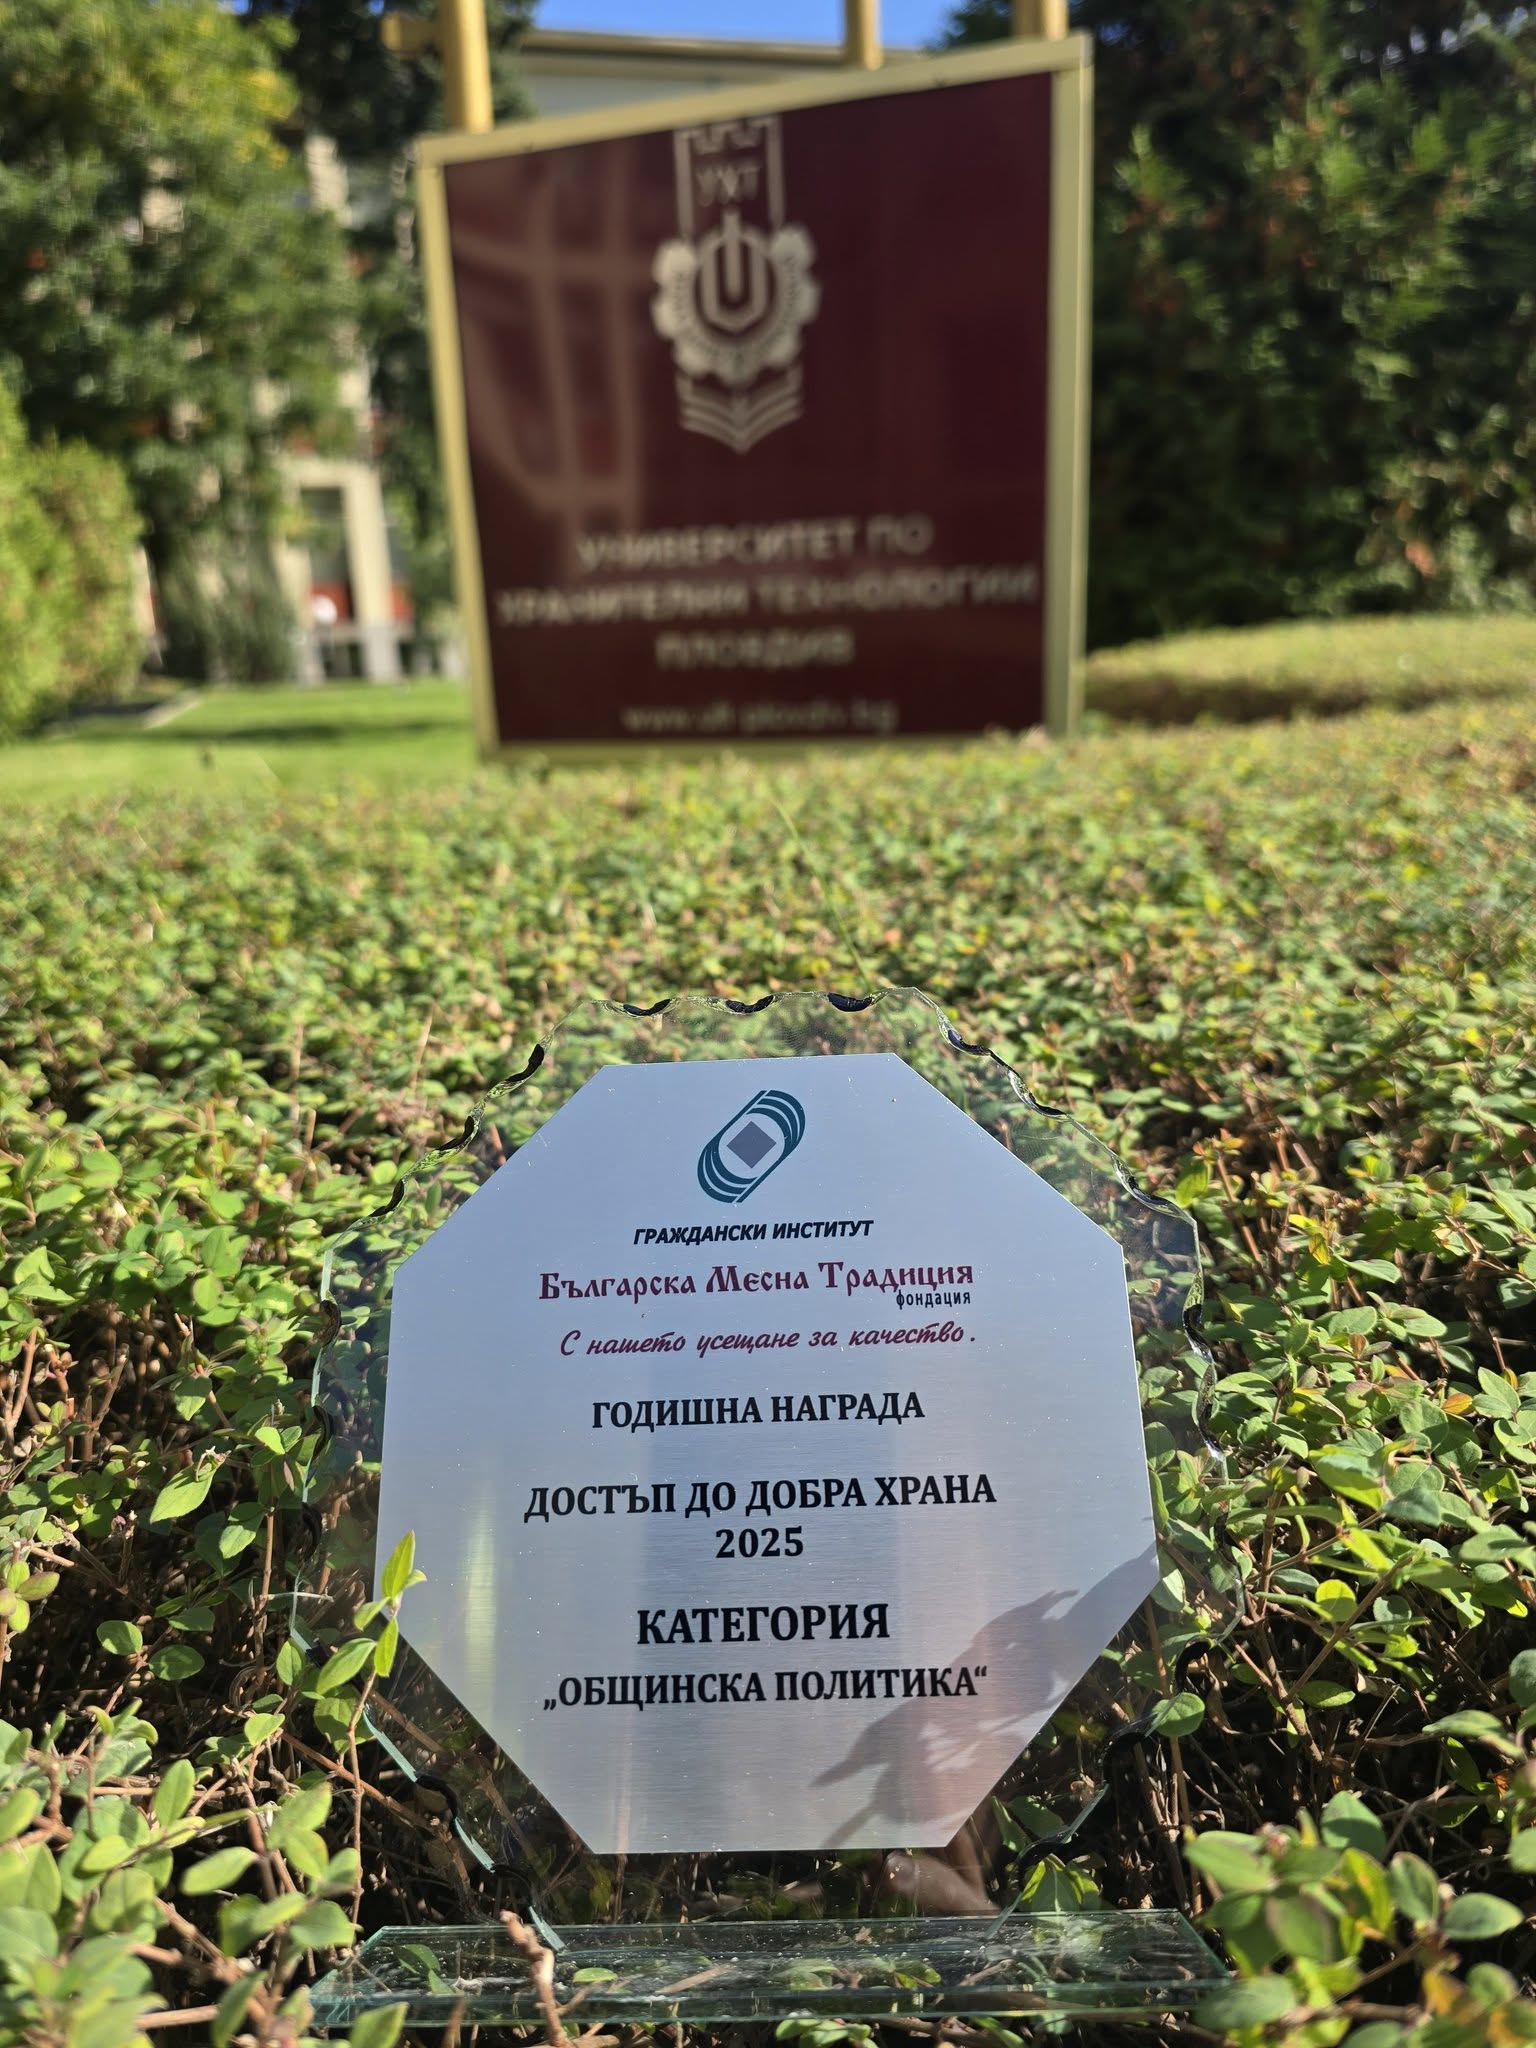 УХТ
УНИВЕРСИТЕТ ПО
ХРАНИТЕЛНИ ТЕХНОЛОГИИ
ПЛОВДИВ
ГРАЖДАНСКИ ИНСТИТУТ
Българска Месна Традиция
фондация
С нашето усещане за качество.
ГОДИШНА НАГРАДА
ДОСТЪП ДО ДОБРА ХРАНА
2025
КАТЕГОРИЯ
„ОБЩИНСКА ПОЛИТИКА“